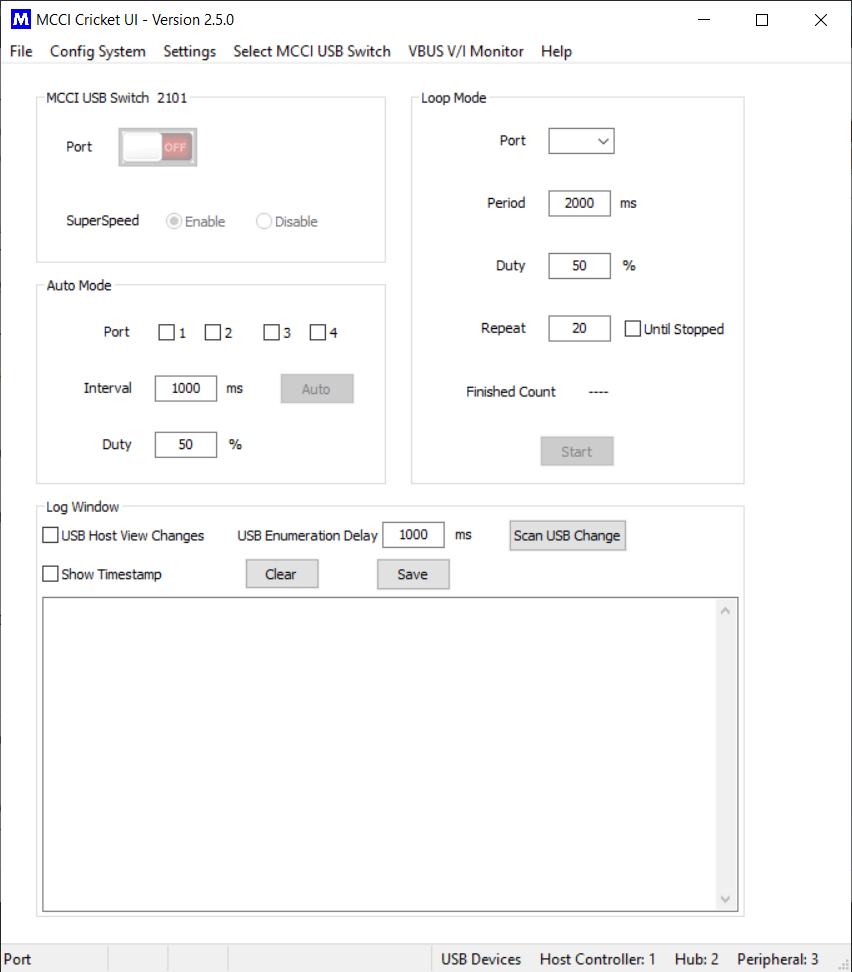 M MCCI Cricket UI - Version 2.5.0
File Config System Settings Select MCCI USB Switch VBUS V/I Monitor Help
MCCI USB Switch 2101
Port OFF
SuperSpeed Enable Disable
Auto Mode
Port 1 2 3 4
Interval 1000 ms Auto
Duty 50 %
Loop Mode
Port
Period 2000 ms
Duty 50 %
Repeat 20 Until Stopped
Finished Count ----
Start
Log Window
USB Host View Changes USB Enumeration Delay 1000 ms Scan USB Change
Show Timestamp Clear Save
Port USB Devices Host Controller: 1 Hub: 2 Peripheral: 3